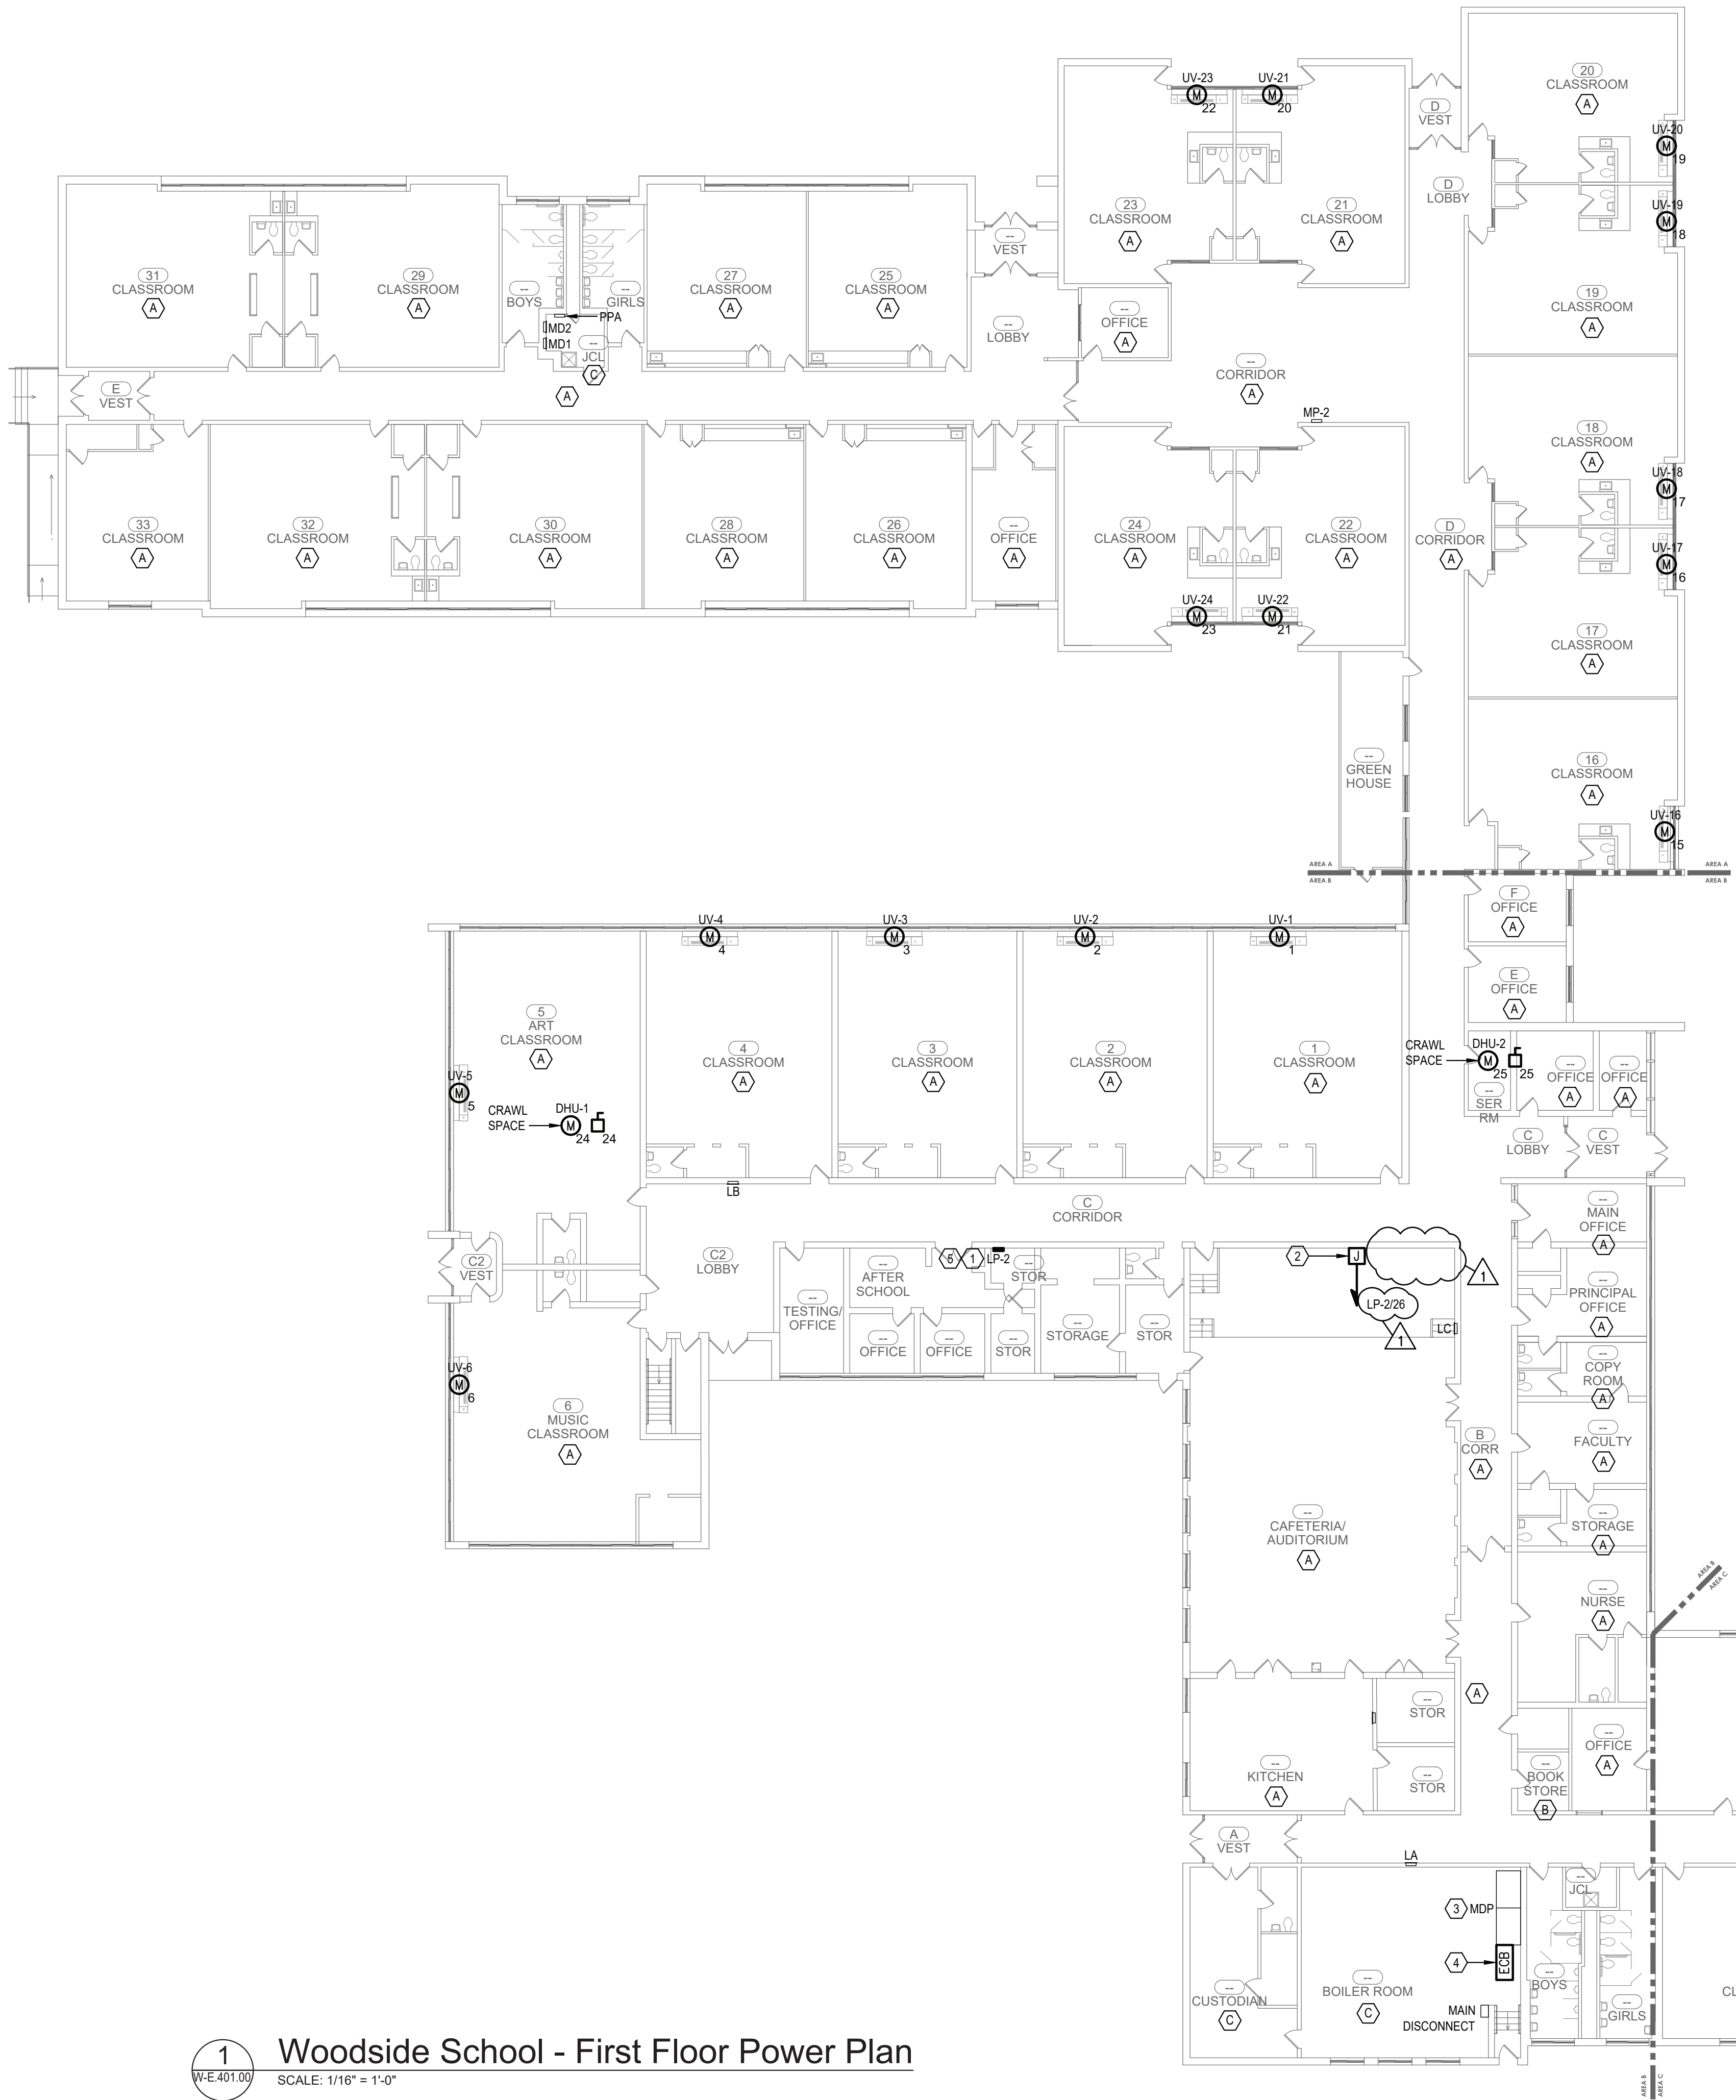 20
CLASSROOM
A
UV-23
M
22
UV-21
M
20
D
VEST
UV-20
M
19
23
CLASSROOM
A
21
CLASSROOM
A
D
LOBBY
UV-19
M
18
31
CLASSROOM
A
29
CLASSROOM
A
--
BOYS
--
GIRLS
PPA
MD2
MD1
--
JCL
C
27
CLASSROOM
A
25
CLASSROOM
A
--
VEST
--
LOBBY
--
OFFICE
A
19
CLASSROOM
A
--
CORRIDOR
A
E
VEST
A
MP-2
18
CLASSROOM
A
UV-18
M
17
33
CLASSROOM
A
32
CLASSROOM
A
30
CLASSROOM
A
28
CLASSROOM
A
26
CLASSROOM
A
--
OFFICE
A
24
CLASSROOM
A
22
CLASSROOM
A
D
CORRIDOR
A
UV-17
M
16
UV-24
M
23
UV-22
M
21
17
CLASSROOM
A
--
GREEN
HOUSE
16
CLASSROOM
A
UV-16
M
15
AREA A
AREA B
AREA A
AREA B
F
OFFICE
A
UV-4
M
4
UV-3
M
3
UV-2
M
2
UV-1
M
1
E
OFFICE
A
5
ART
CLASSROOM
A
4
CLASSROOM
A
3
CLASSROOM
A
2
CLASSROOM
A
1
CLASSROOM
A
CRAWL
SPACE
DHU-2
M
25
25
--
SER
RM
--
OFFICE
A
--
OFFICE
A
UV-5
M
5
CRAWL
SPACE
DHU-1
M
24
24
C
LOBBY
C
VEST
LB
C
CORRIDOR
--
MAIN
OFFICE
A
C2
VEST
C2
LOBBY
--
AFTER
SCHOOL
5
1
LP-2
--
STOR
2
J
1
LP-2/26
1
LC
--
TESTING/
OFFICE
--
OFFICE
--
OFFICE
--
STOR
--
STORAGE
--
STOR
--
PRINCIPAL
OFFICE
A
--
COPY
ROOM
A
UV-6
M
6
6
MUSIC
CLASSROOM
A
B
CORR
A
--
FACULTY
A
--
CAFETERIA/
AUDITORIUM
A
--
STORAGE
A
AREA B
AREA C
--
NURSE
A
A
--
STOR
--
OFFICE
A
--
KITCHEN
A
--
STOR
--
BOOK
STORE
B
A
VEST
LA
--
JCL
3
MDP
4
ECB
--
CUSTODIAN
C
--
BOILER ROOM
C
--
BOYS
--
GIRLS
CL
MAIN
DISCONNECT
AREA B
AREA C
1
W-E.401.00
Woodside School - First Floor Power Plan
SCALE: 1/16" = 1'-0"